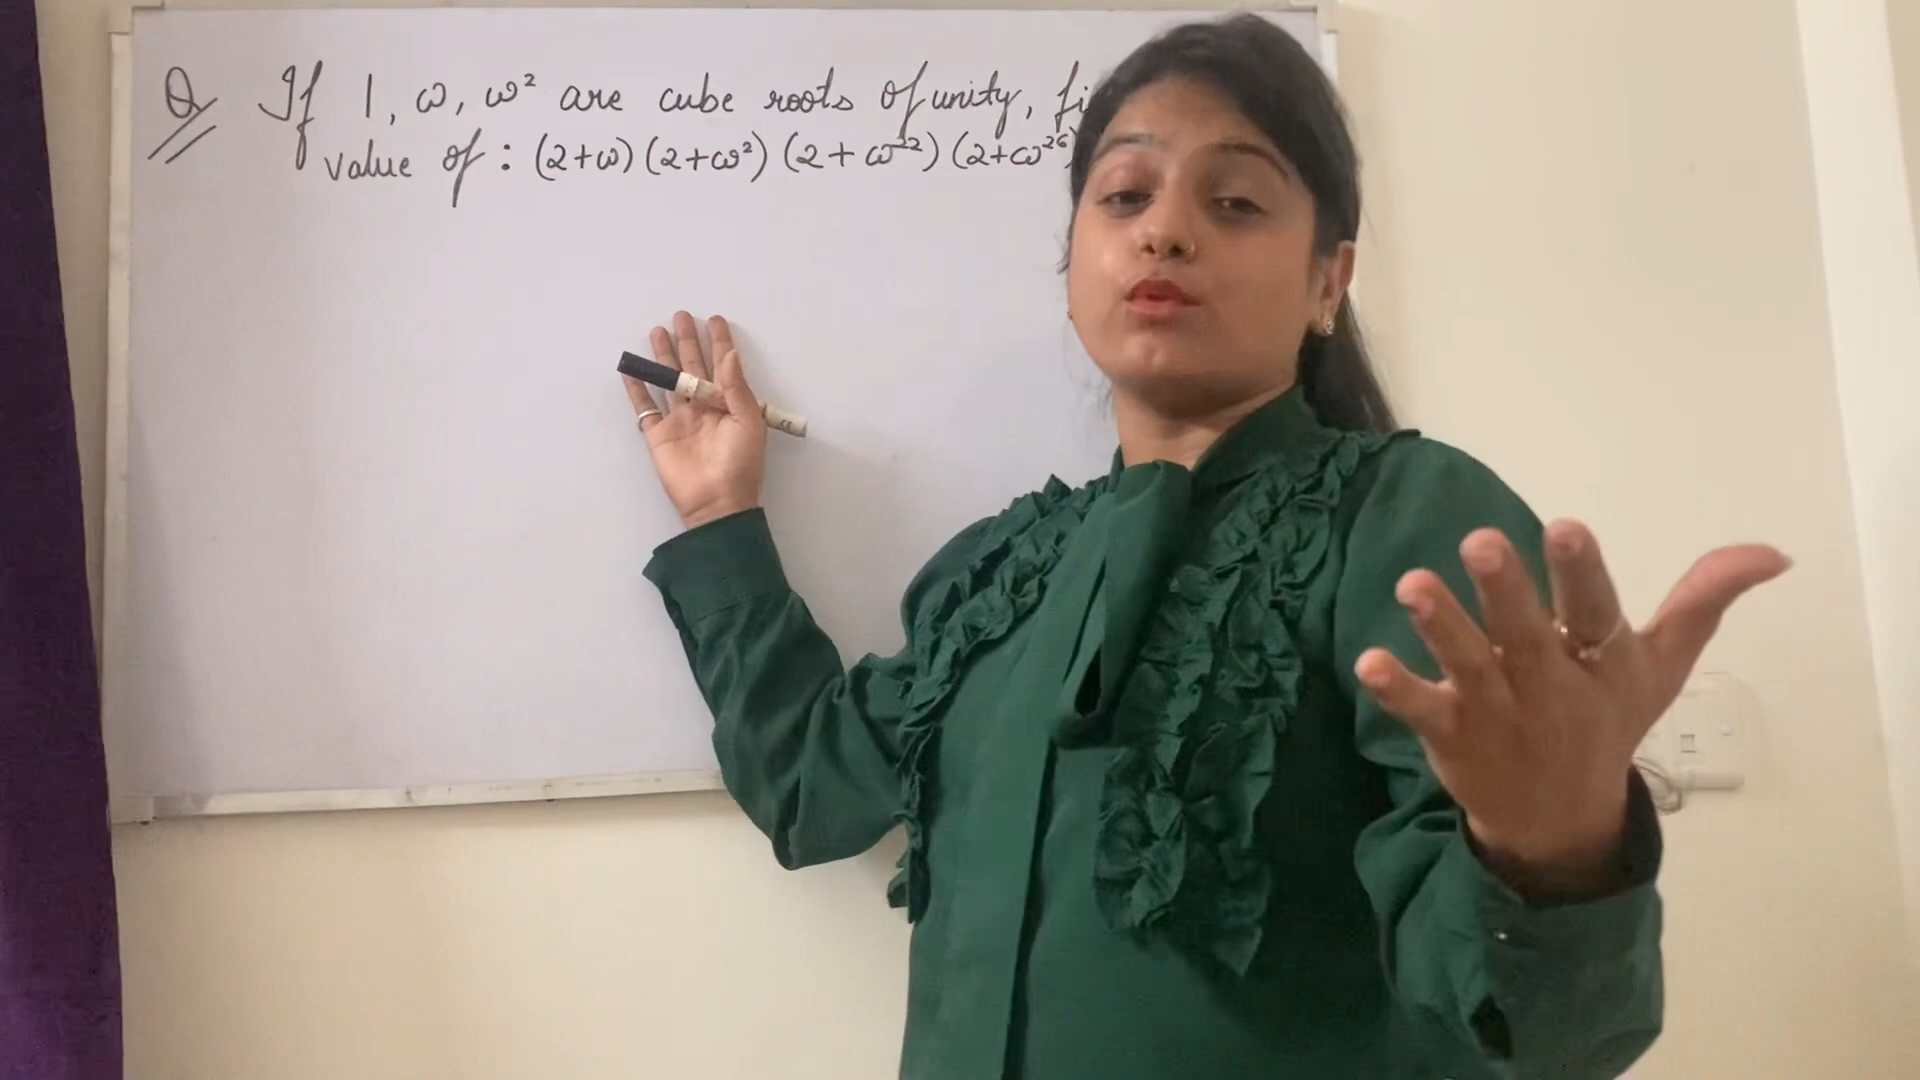 Q If 1, ω, ω² are cube roots of unity,
value of : (2+ω) (2+ω²) (2+ω²²) (2+ω²⁶)